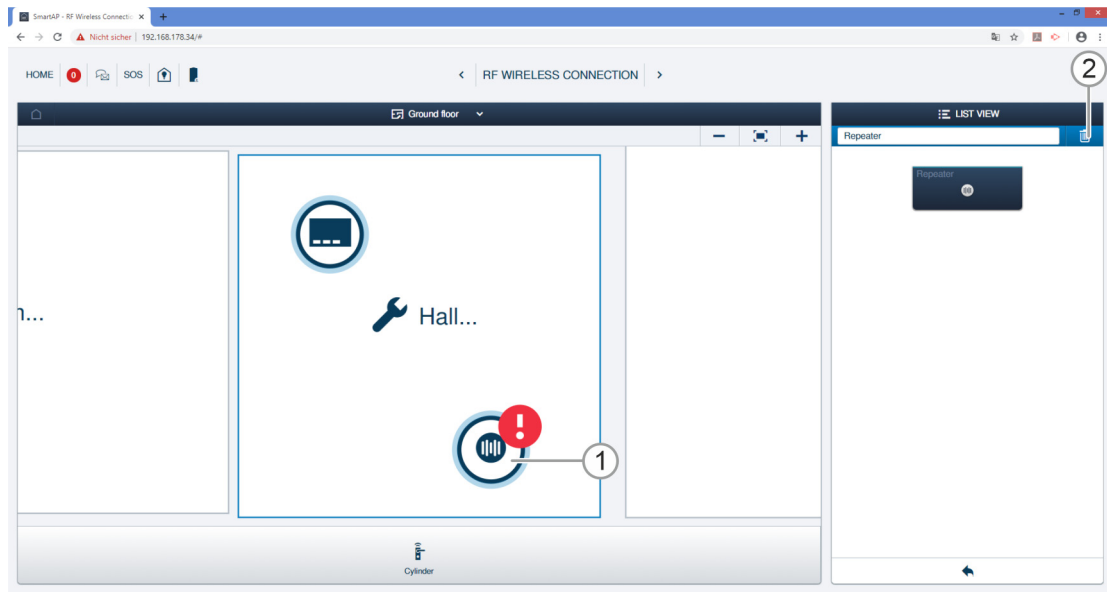 SmartAP - RF Wireless Connecti
Nicht sicher | 192.168.178.34/#
HOME 0 SOS RF WIRELESS CONNECTION
2
Ground floor
LIST VIEW
Repeater
Repeater
Hall...
1
Cylinder